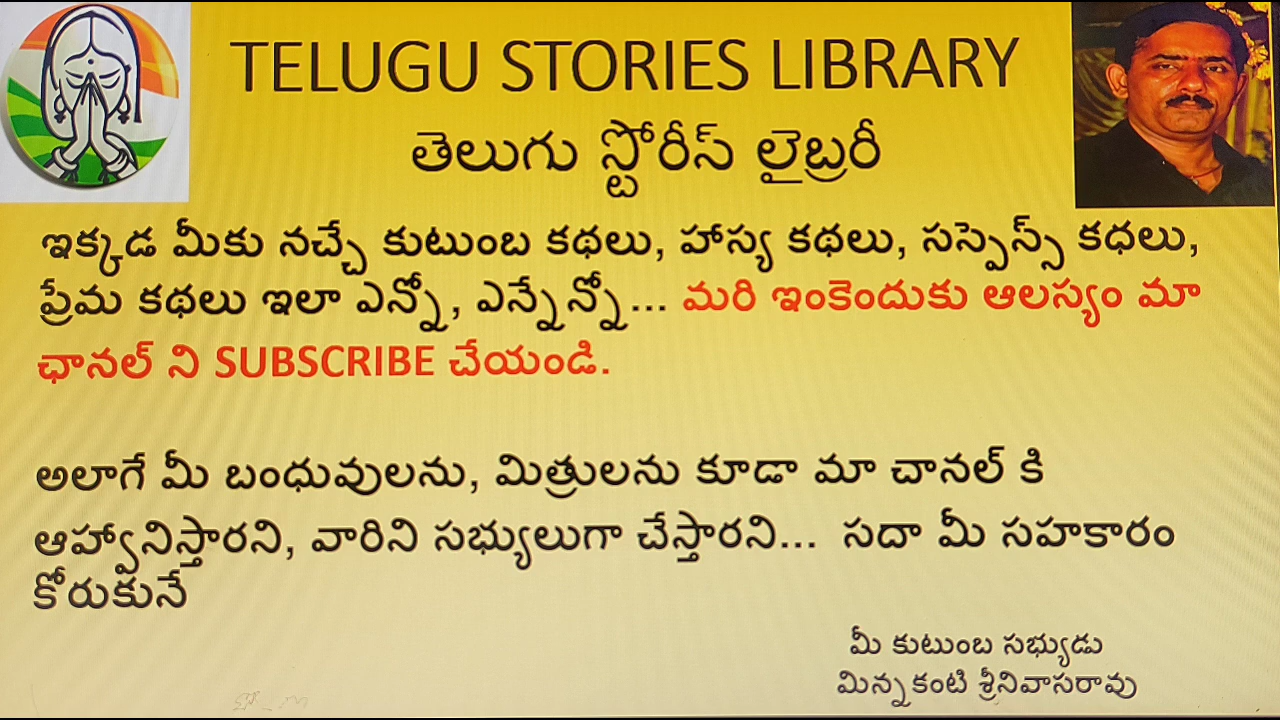 TELUGU STORIES LIBRARY
తెలుగు స్టోరీస్ లైబ్రరీ
ఇక్కడ మీకు నచ్చే కుటుంబ కథలు, హాస్య కథలు, సస్పెన్స్ కధలు,
ప్రేమ కథలు ఇలా ఎన్నో, ఎన్నేన్నో... మరి ఇంకెందుకు ఆలస్యం మా
ఛానల్ ని SUBSCRIBE చేయండి.
అలాగే మీ బంధువులను, మిత్రులను కూడా మా చానల్ కి
ఆహ్వానిస్తారని, వారిని సభ్యులుగా చేస్తారని... సదా మీ సహకారం
కోరుకునే
మీ కుటుంబ సభ్యుడు
మిన్నకంటి శ్రీనివాసరావు